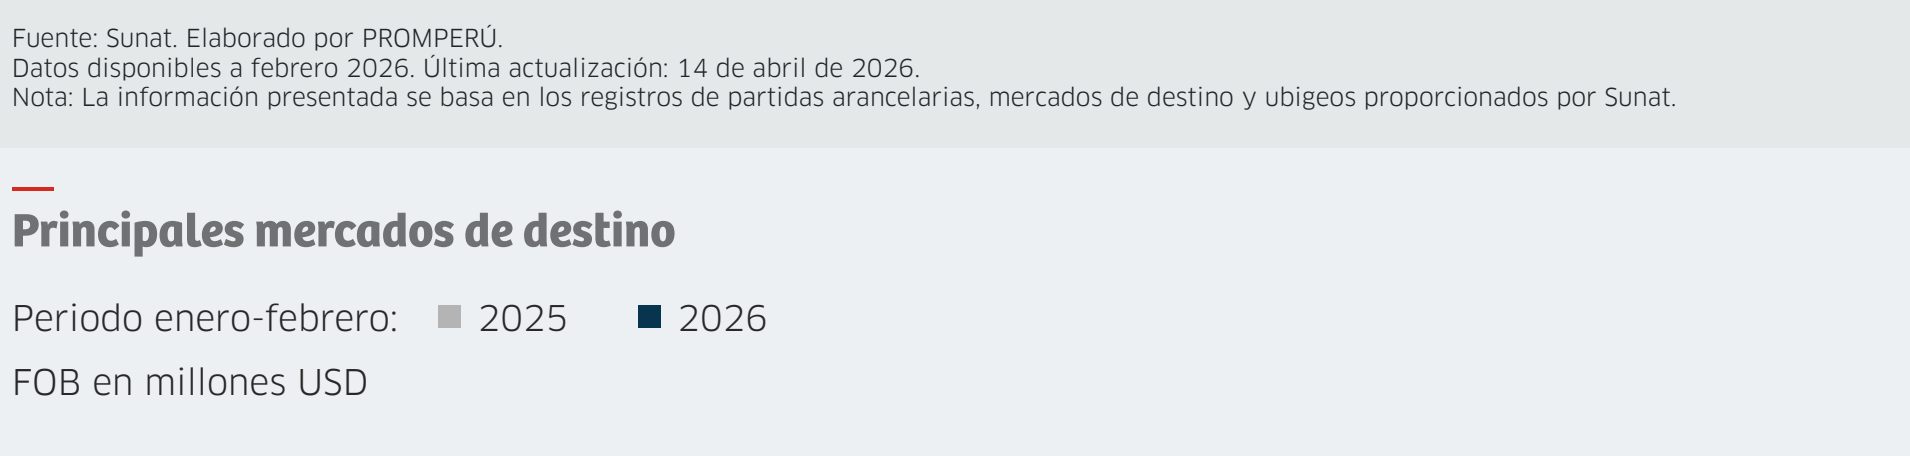 Fuente: Sunat. Elaborado por PROMPERÚ.
Datos disponibles a febrero 2026. Última actualización: 14 de abril de 2026.
Nota: La información presentada se basa en los registros de partidas arancelarias, mercados de destino y ubigeos proporcionados por Sunat.
Principales mercados de destino
Periodo enero-febrero: 2025 2026
FOB en millones USD